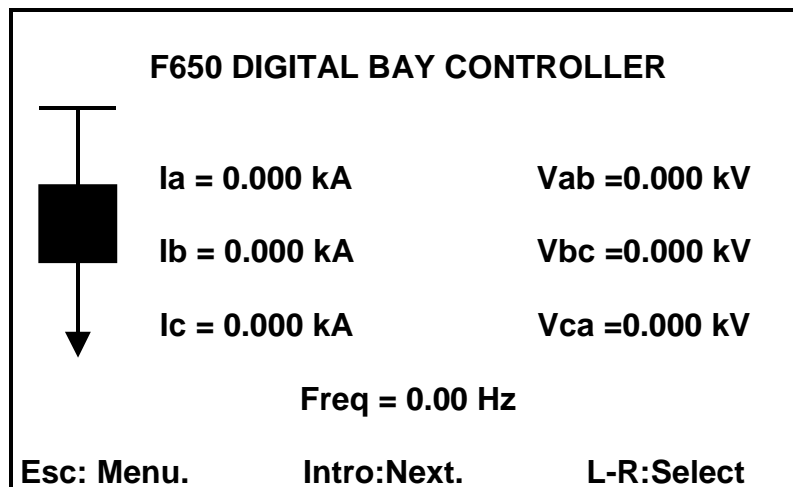 F650 DIGITAL BAY CONTROLLER
Ia = 0.000 kA Vab =0.000 kV
Ib = 0.000 kA Vbc =0.000 kV
Ic = 0.000 kA Vca =0.000 kV
Freq = 0.00 Hz
Esc: Menu. Intro:Next. L-R:Select